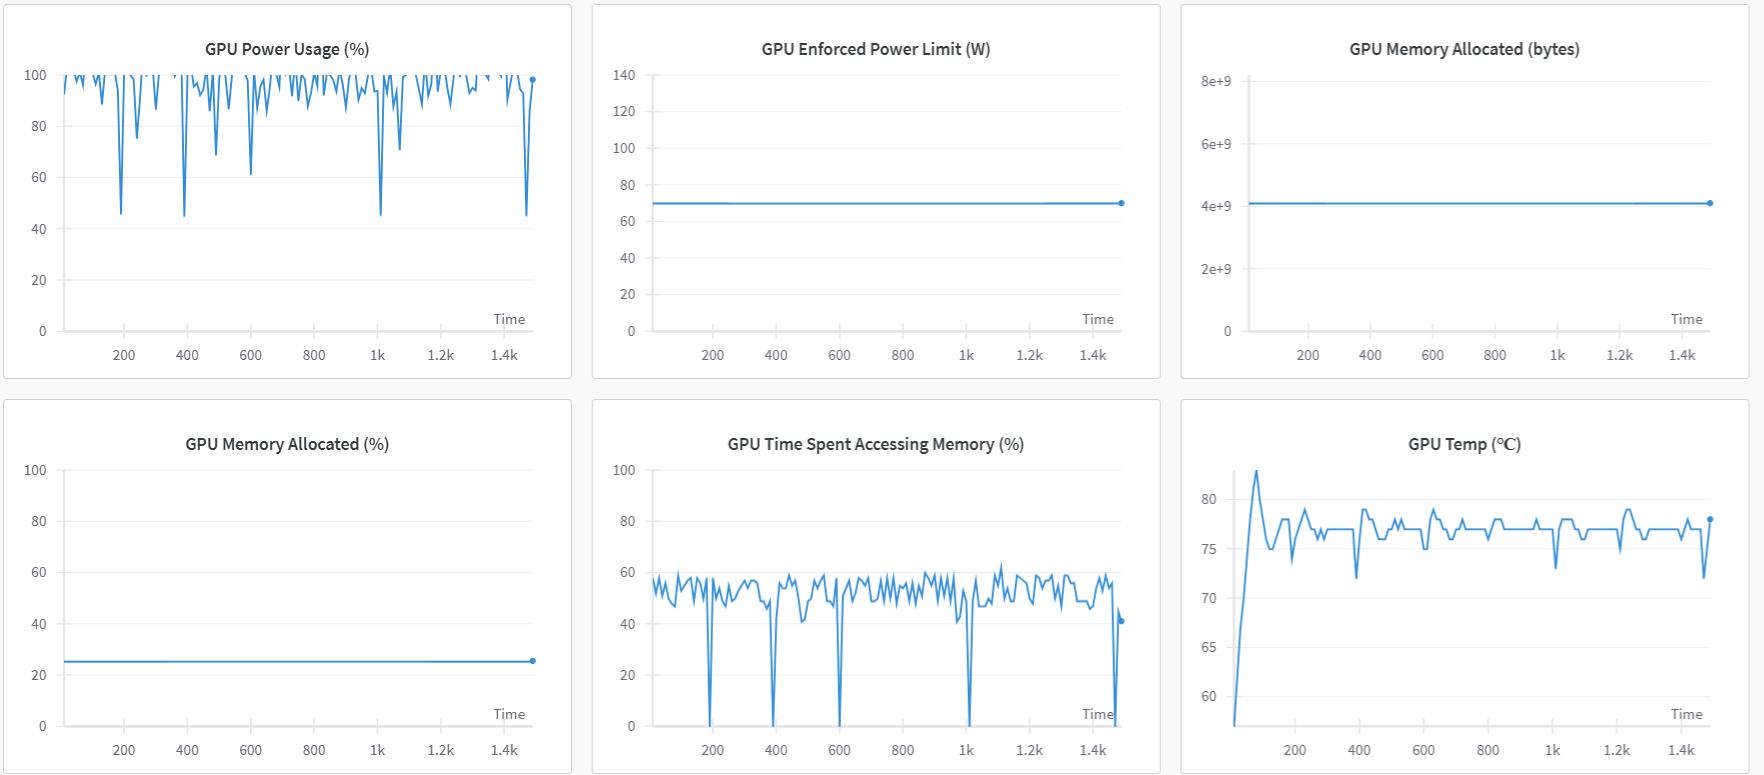 GPU Power Usage (%)
100
80
60
40
20
0
Time
200 400 600 800 1k 1.2k 1.4k
GPU Enforced Power Limit (W)
140
120
100
80
60
40
20
0
Time
200 400 600 800 1k 1.2k 1.4k
GPU Memory Allocated (bytes)
8e+9
6e+9
4e+9
2e+9
0
Time
200 400 600 800 1k 1.2k 1.4k
GPU Memory Allocated (%)
100
80
60
40
20
0
Time
200 400 600 800 1k 1.2k 1.4k
GPU Time Spent Accessing Memory (%)
100
80
60
40
20
0
Time
200 400 600 800 1k 1.2k 1.4k
GPU Temp (℃)
80
75
70
65
60
Time
200 400 600 800 1k 1.2k 1.4k